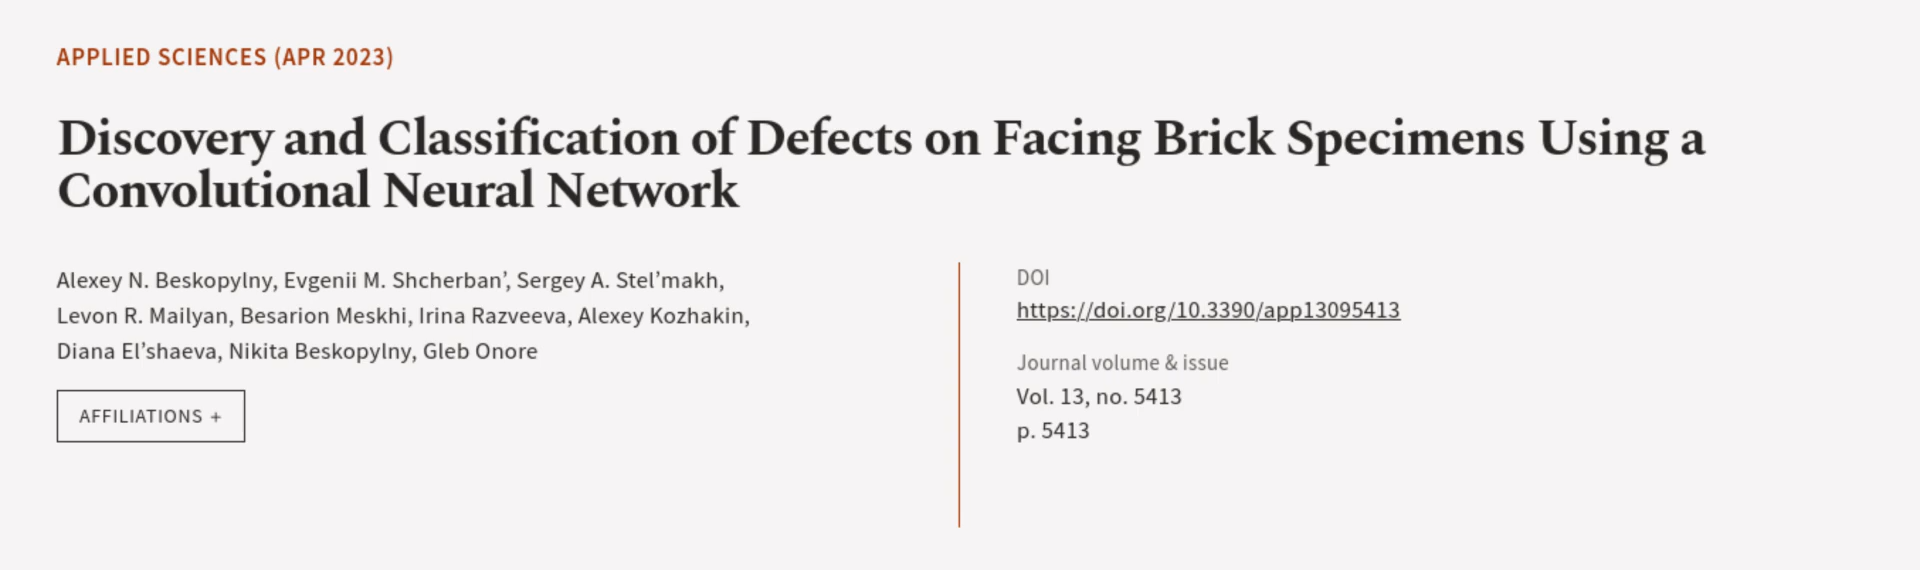 APPLIED SCIENCES (APR 2023)
Discovery and Classification of Defects on Facing Brick Specimens Using a
Convolutional Neural Network
Alexey N. Beskopylny, Evgenii M. Shcherban’, Sergey A. Stel’makh,
Levon R. Mailyan, Besarion Meskhi, Irina Razveeva, Alexey Kozhakin,
Diana El’shaeva, Nikita Beskopylny, Gleb Onore
AFFILIATIONS +
DOI
https://doi.org/10.3390/app13095413
Journal volume & issue
Vol. 13, no. 5413
p. 5413